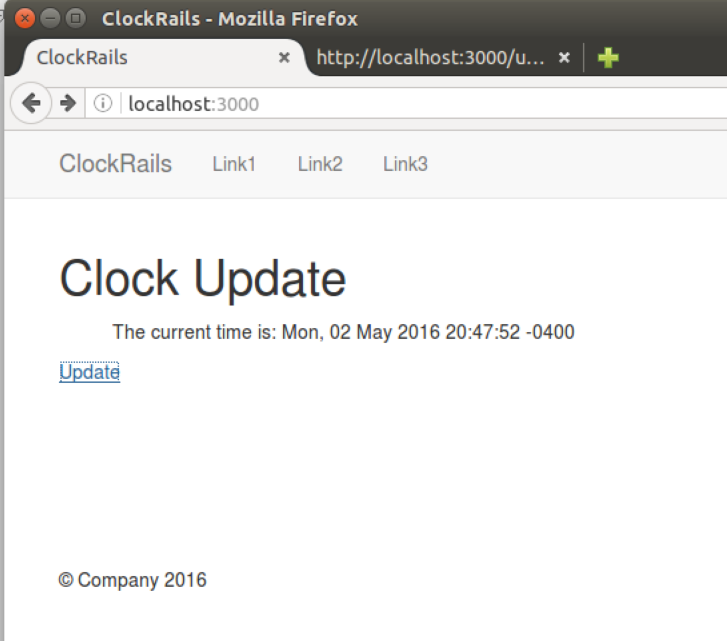 ClockRails - Mozilla Firefox
ClockRails http://localhost:3000/u...
localhost:3000
ClockRails Link1 Link2 Link3
Clock Update
The current time is: Mon, 02 May 2016 20:47:52 -0400
Update
© Company 2016